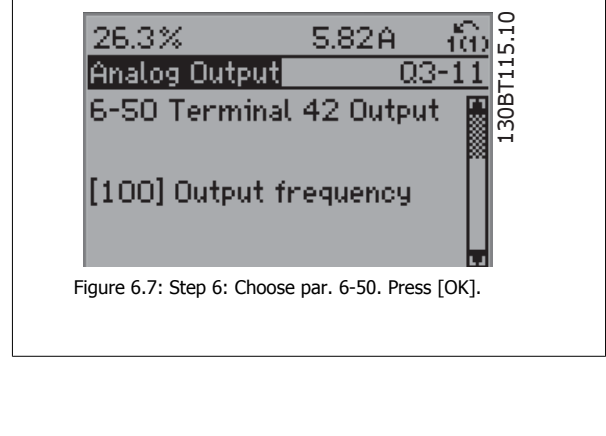 26.3% 5.82A 1(1)
Analog Output Q3-11
6-50 Terminal 42 Output
[100] Output frequency
130BT115.10
Figure 6.7: Step 6: Choose par. 6-50. Press [OK].